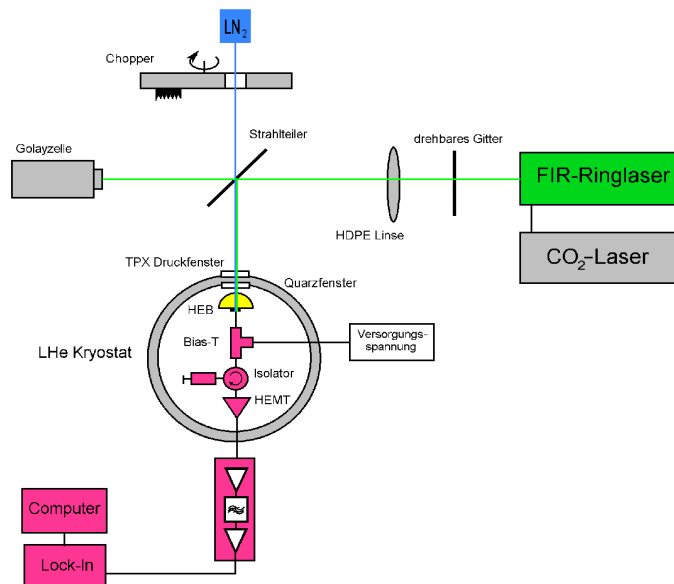 LN₂
Chopper
Strahlteiler
Golayzelle
drehbares Gitter
FIR-Ringlaser
HDPE Linse
CO₂-Laser
TPX Druckfenster
Quarzfenster
HEB
Bias-T
Versorgungs-
spannung
LHe Kryostat
Isolator
HEMT
Computer
Lock-In